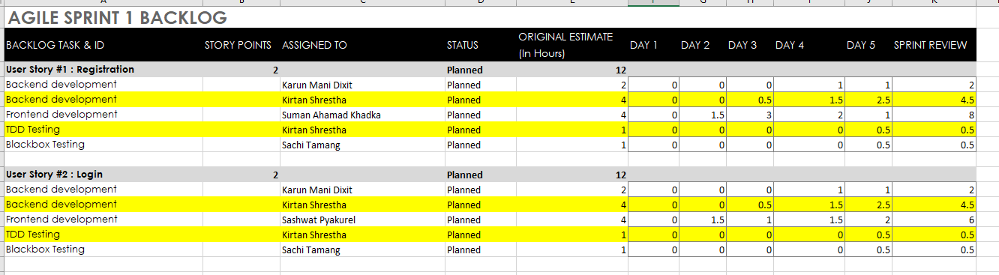 AGILE SPRINT 1 BACKLOG
BACKLOG TASK & ID STORY POINTS ASSIGNED TO STATUS ORIGINAL ESTIMATE (In Hours) DAY 1 DAY 2 DAY 3 DAY 4 DAY 5 SPRINT REVIEW
User Story #1 : Registration 2 Planned 12
Backend development Karun Mani Dixit Planned 2 0 0 0 1 1 2
Backend development Kirtan Shrestha Planned 4 0 0 0.5 1.5 2.5 4.5
Frontend development Suman Ahamad Khadka Planned 4 0 1.5 3 2 1 8
TDD Testing Kirtan Shrestha Planned 1 0 0 0 0 0.5 0.5
Blackbox Testing Sachi Tamang Planned 1 0 0 0 0 0.5 0.5
User Story #2 : Login 2 Planned 12
Backend development Karun Mani Dixit Planned 2 0 0 0 1 1 2
Backend development Kirtan Shrestha Planned 4 0 0 0.5 1.5 2.5 4.5
Frontend development Sashwat Pyakurel Planned 4 0 1.5 1 1.5 2 6
TDD Testing Kirtan Shrestha Planned 1 0 0 0 0 0.5 0.5
Blackbox Testing Sachi Tamang Planned 1 0 0 0 0 0.5 0.5